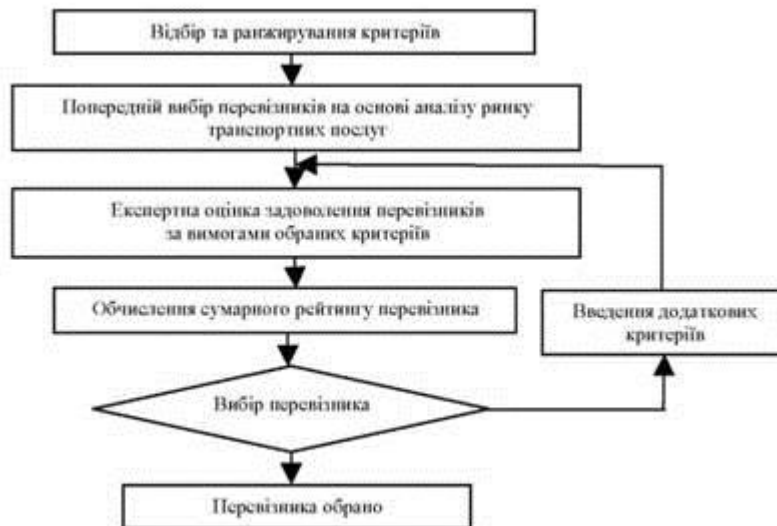 Відбір та ранжирування критеріїв
Попередній вибір перевізників на основі аналізу ринку
транспортних послуг
Експертна оцінка задоволення перевізників
за вимогами обраних критеріїв
Обчислення сумарного рейтингу перевізника
Введення додаткових
критеріїв
Вибір перевізника
Перевізника обрано